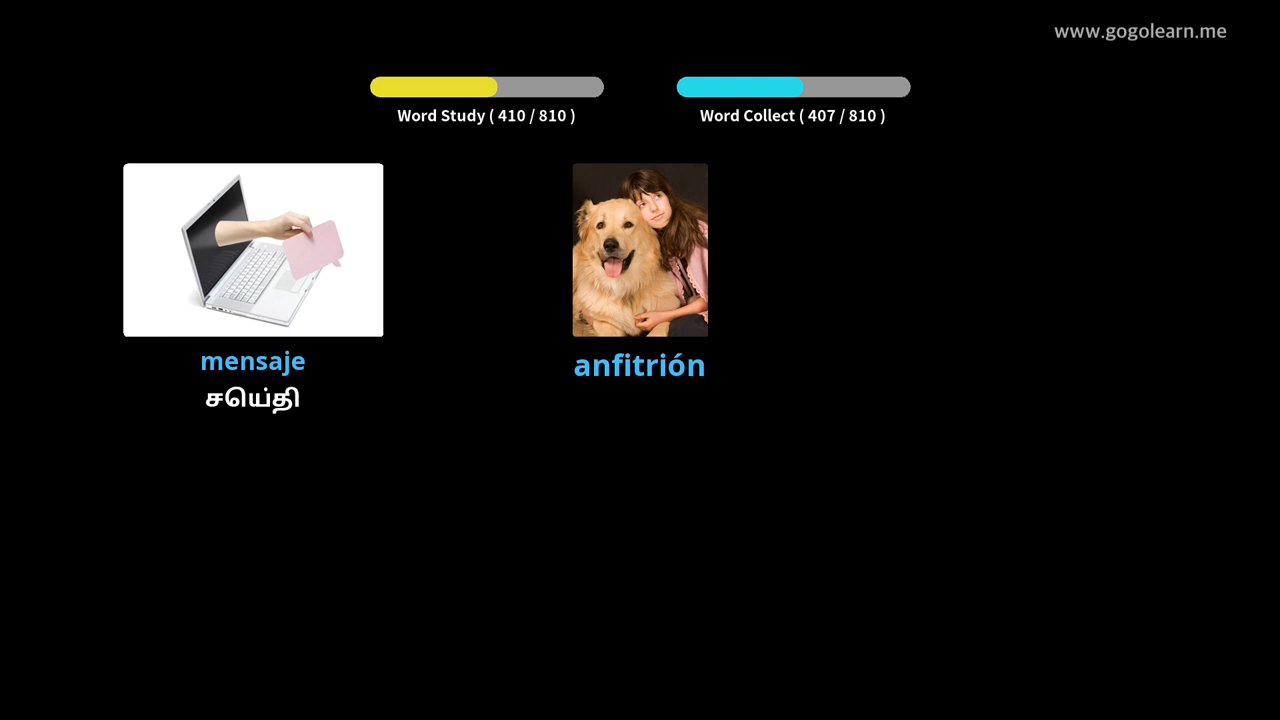 www.gogolearn.me
Word Study ( 410 / 810 )
Word Collect ( 407 / 810 )
mensaje
செய்தி
anfitrión